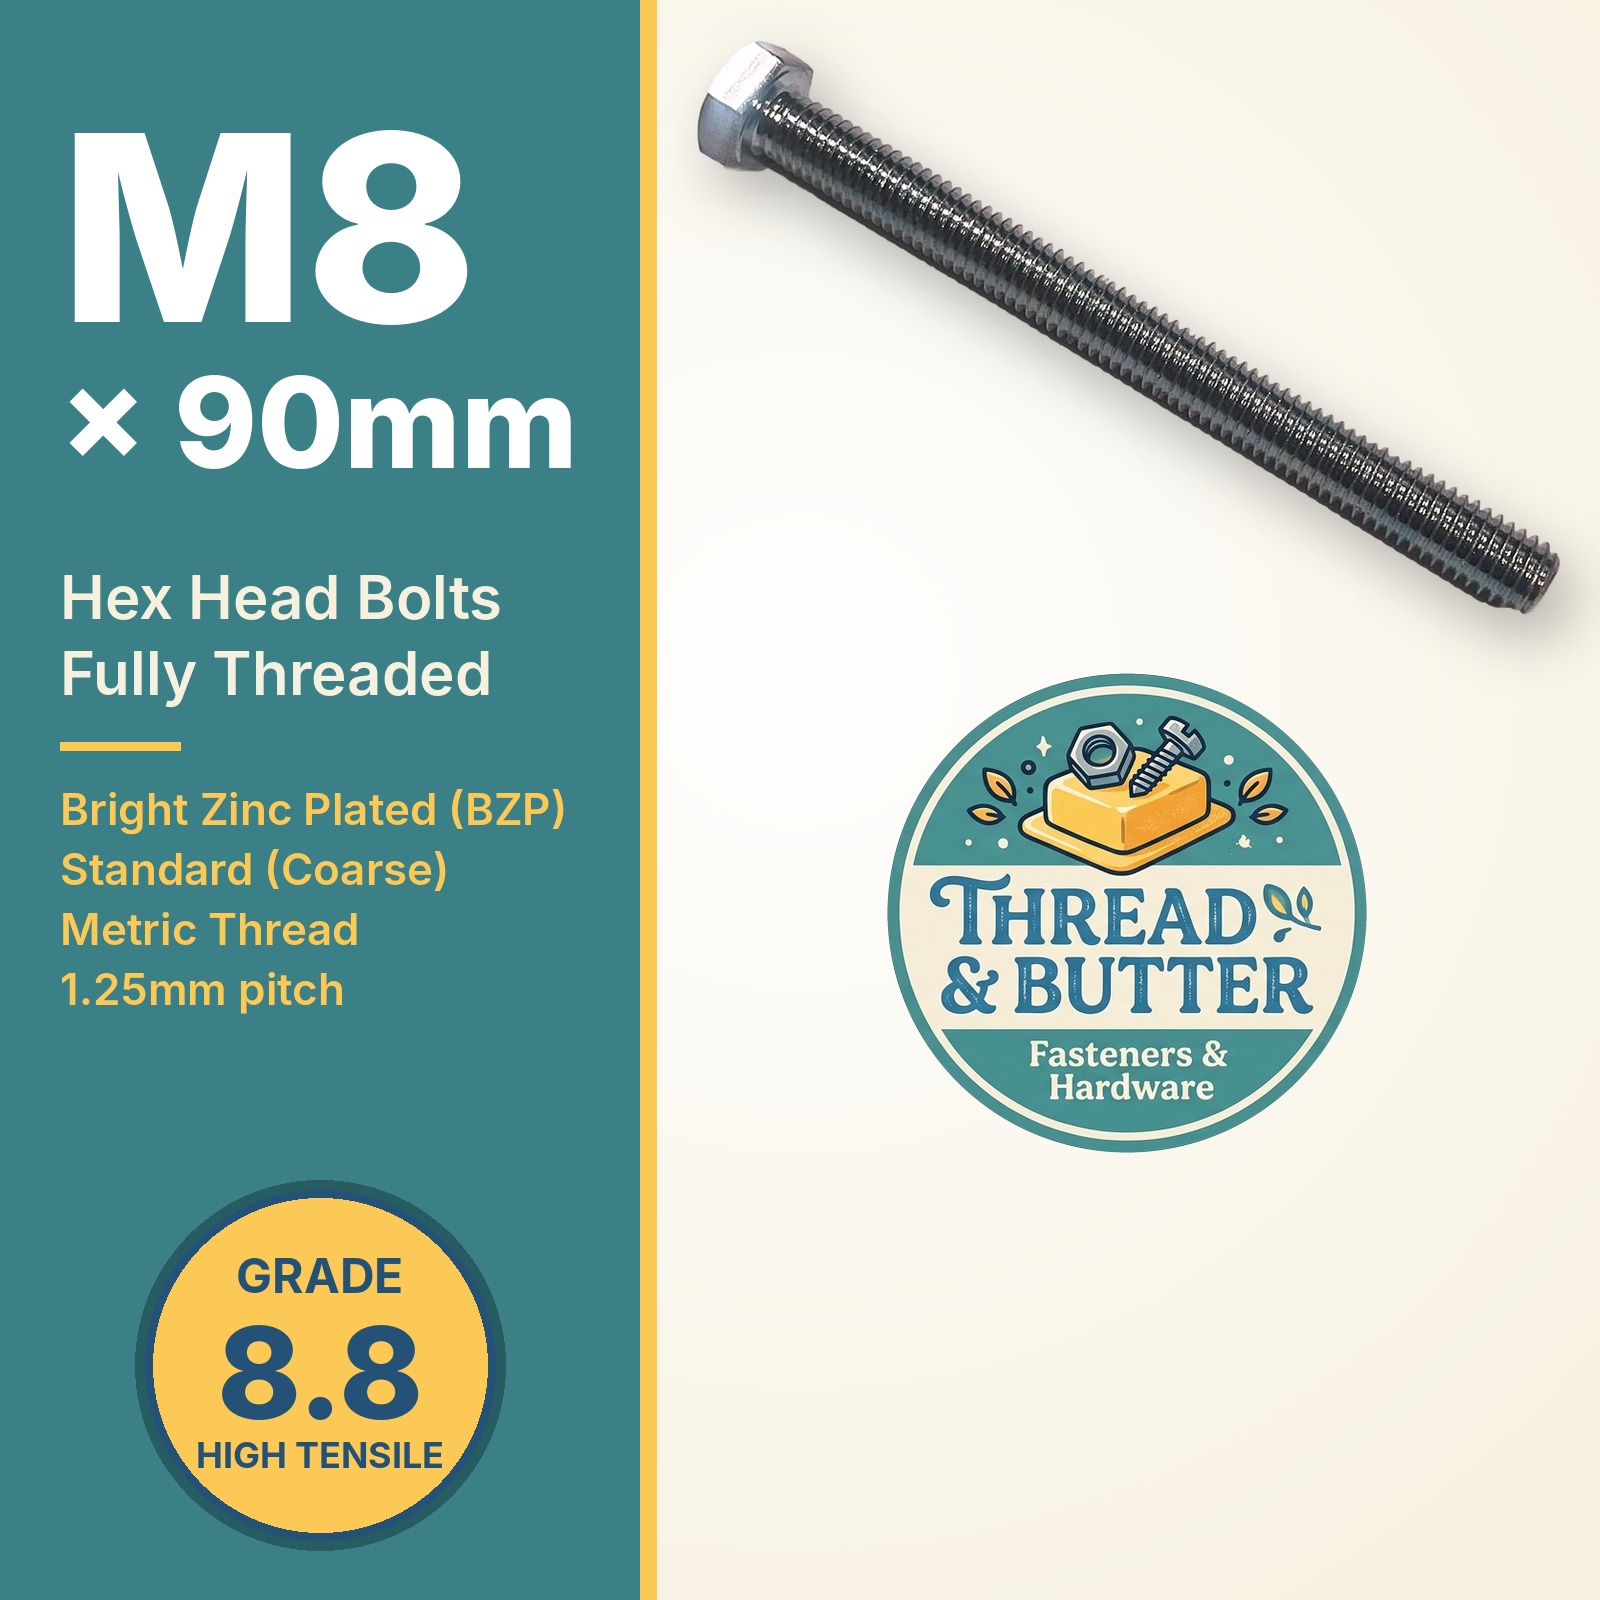 M8
× 90mm
Hex Head Bolts
Fully Threaded
Bright Zinc Plated (BZP)
Standard (Coarse)
Metric Thread
1.25mm pitch
GRADE
8.8
HIGH TENSILE
THREAD
& BUTTER
Fasteners &
Hardware